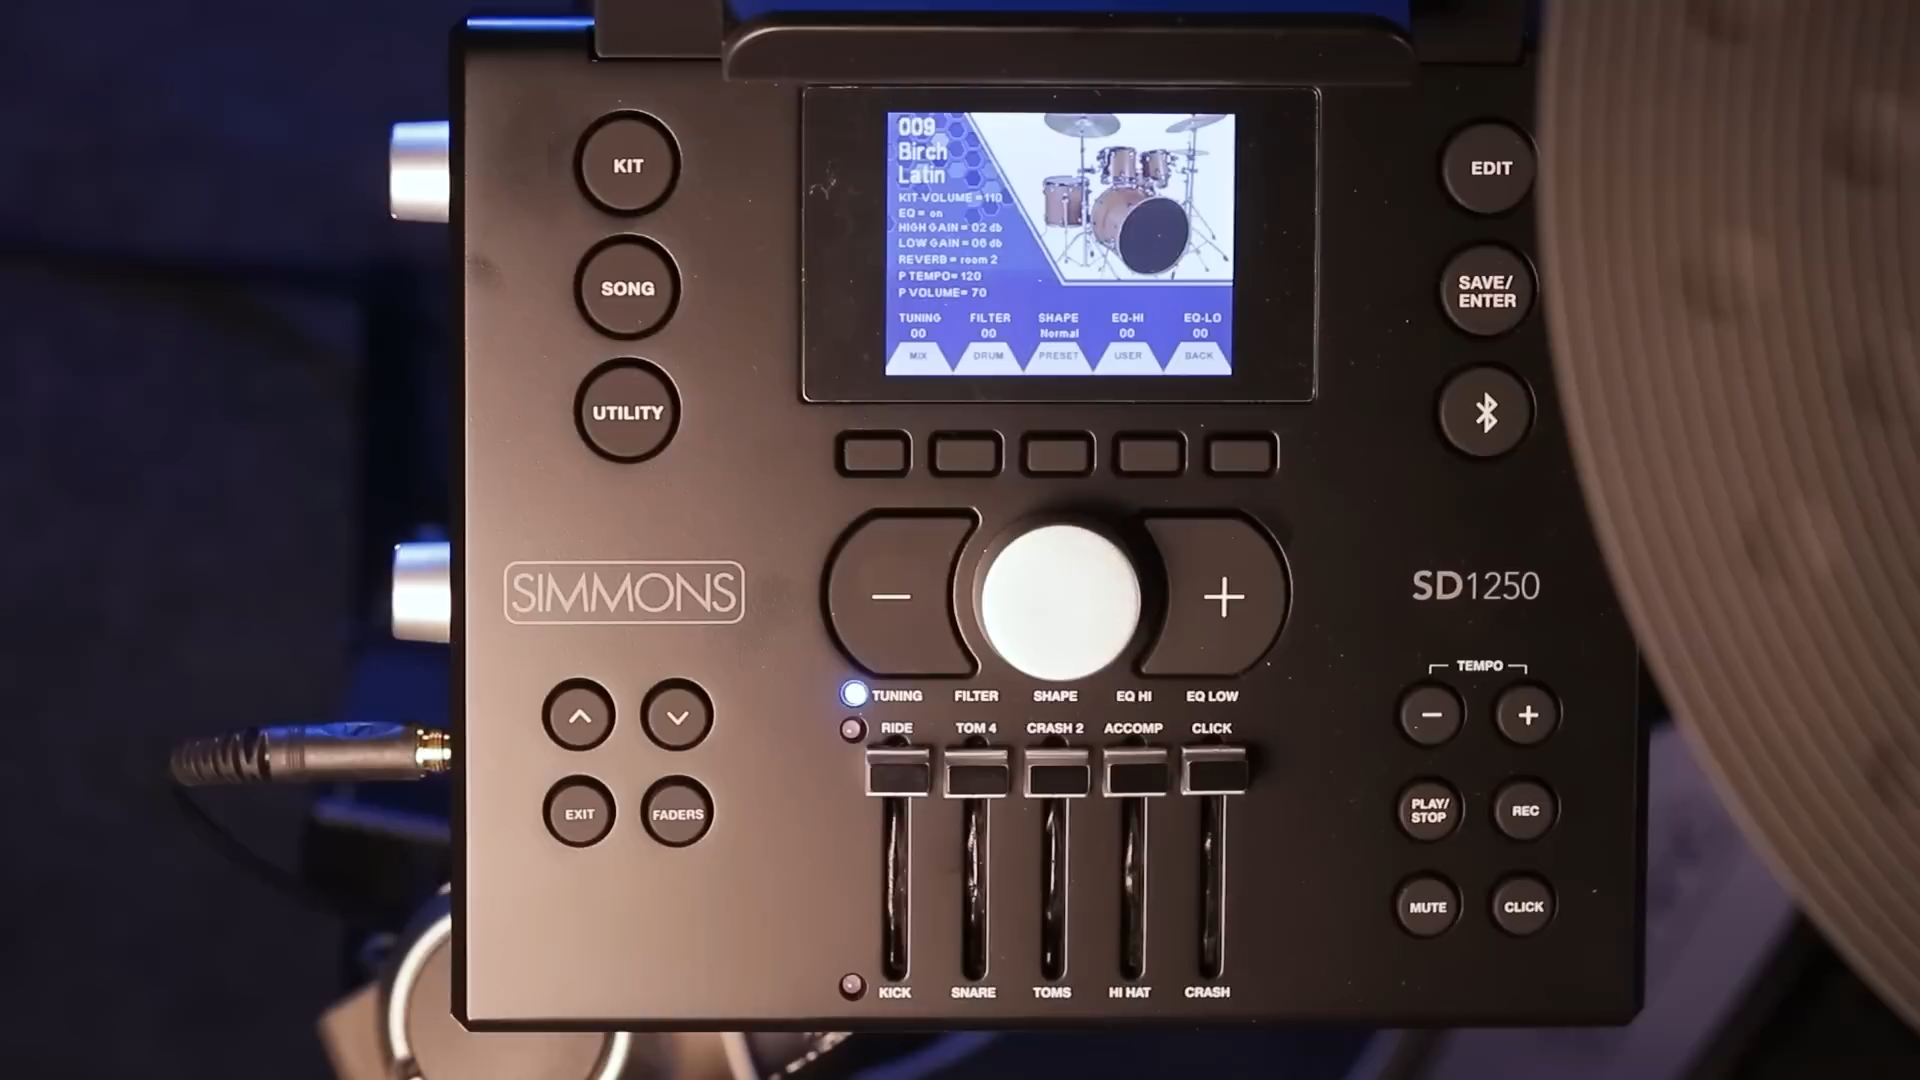 009
Birch
Latin
KIT VOLUME =110
EQ = on
HIGH GAIN = 02 db
LOW GAIN = 06 db
REVERB = room 2
P TEMPO= 120
P VOLUME= 70
TUNING FILTER SHAPE EQ-HI EQ-LO
00 00 Normal 00 00
MIX DRUM PRESET USER BACK
KIT
SONG
UTILITY
EDIT
SAVE/
ENTER
SIMMONS
SD1250
− +
TEMPO
− +
TUNING FILTER SHAPE EQ HI EQ LOW
RIDE TOM 4 CRASH 2 ACCOMP CLICK
EXIT FADERS
PLAY/
STOP
REC
MUTE CLICK
KICK SNARE TOMS HI HAT CRASH